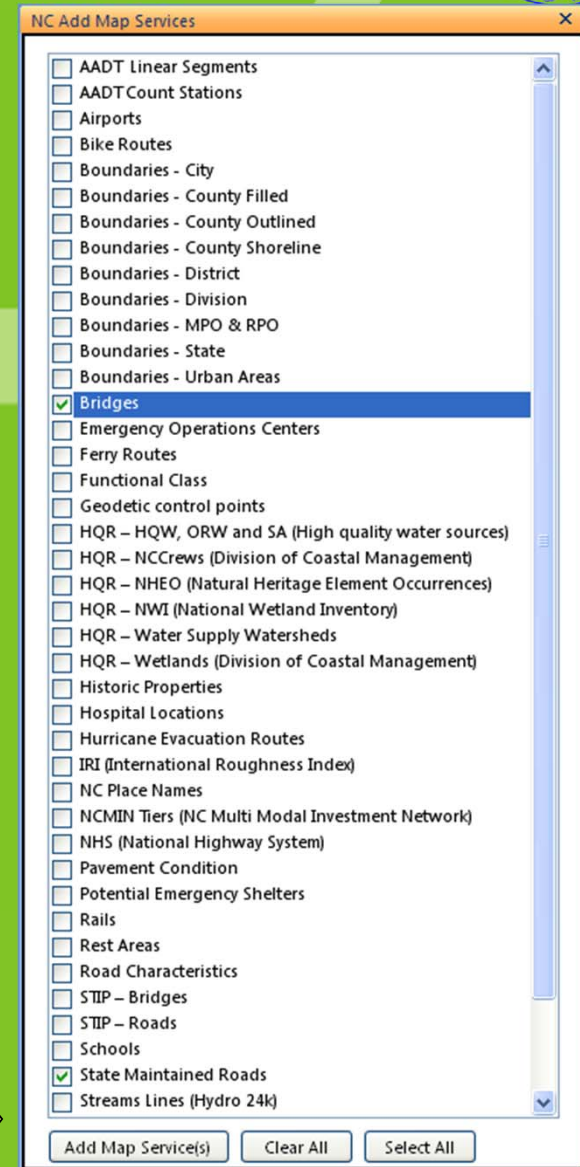 NC Add Map Services
AADT Linear Segments
AADT Count Stations
Airports
Bike Routes
Boundaries - City
Boundaries - County Filled
Boundaries - County Outlined
Boundaries - County Shoreline
Boundaries - District
Boundaries - Division
Boundaries - MPO & RPO
Boundaries - State
Boundaries - Urban Areas
Bridges
Emergency Operations Centers
Ferry Routes
Functional Class
Geodetic control points
HQR – HQW, ORW and SA (High quality water sources)
HQR – NCCrews (Division of Coastal Management)
HQR – NHEO (Natural Heritage Element Occurrences)
HQR – NWI (National Wetland Inventory)
HQR – Water Supply Watersheds
HQR – Wetlands (Division of Coastal Management)
Historic Properties
Hospital Locations
Hurricane Evacuation Routes
IRI (International Roughness Index)
NC Place Names
NCMIN Tiers (NC Multi Modal Investment Network)
NHS (National Highway System)
Pavement Condition
Potential Emergency Shelters
Rails
Rest Areas
Road Characteristics
STIP – Bridges
STIP – Roads
Schools
State Maintained Roads
Streams Lines (Hydro 24k)
Add Map Service(s) Clear All Select All